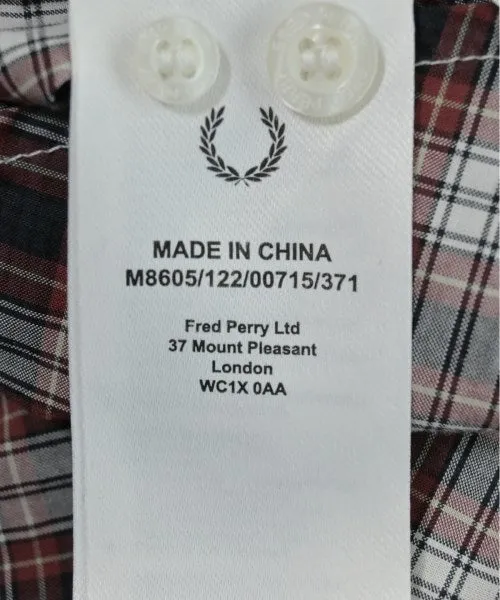 MADE IN CHINA
M8605/122/00715/371
Fred Perry Ltd
37 Mount Pleasant
London
WC1X 0AA